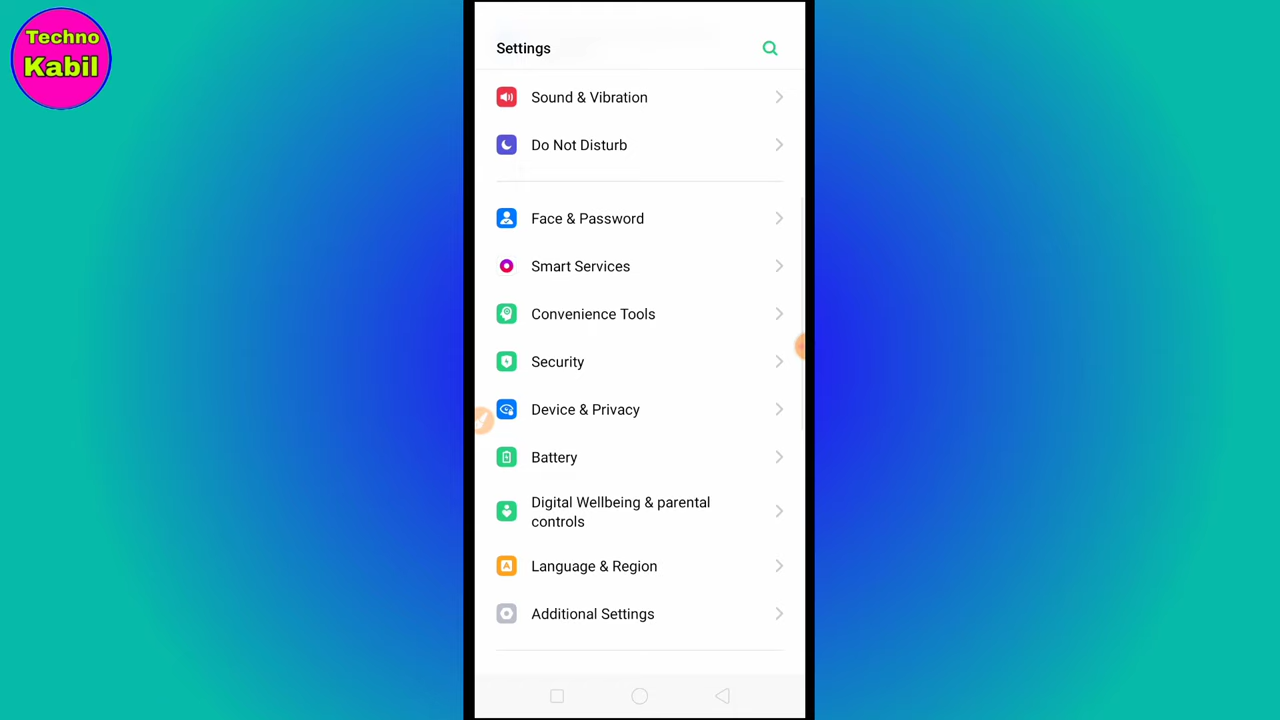 Techno
Kabil
Settings
Sound & Vibration
Do Not Disturb
Face & Password
Smart Services
Convenience Tools
Security
Device & Privacy
Battery
Digital Wellbeing & parental
controls
Language & Region
Additional Settings